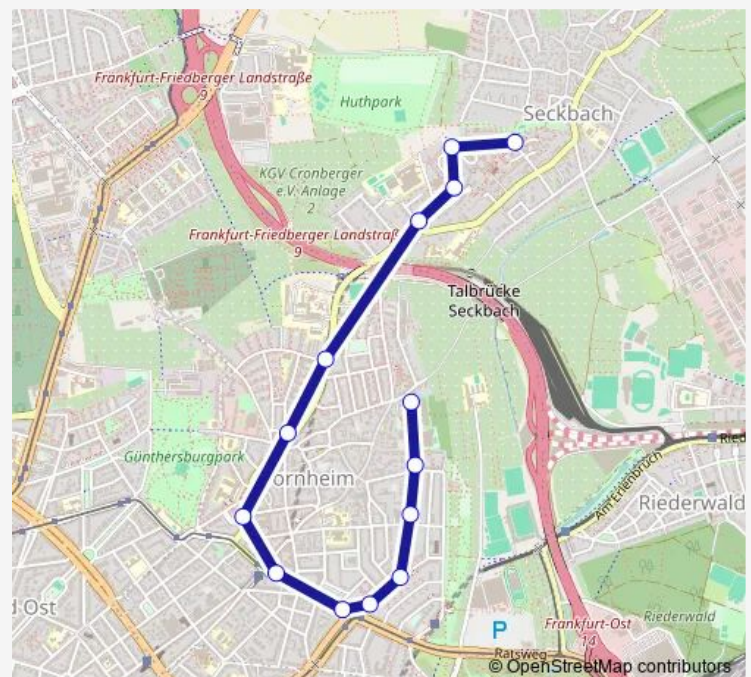 Frankfurt-Friedberger Landstraße
9
Huthpark
Seckbach
KGV Cronberger
e.V. Anlage
2
Frankfurt-Friedberger Landstraß
9
Talbrücke
Seckbach
Günthersburgpark
ornheim
Ried
Am Erlenbruch
Riederwald
d Ost
Riederwald
P
Frankfurt-Ost
14
Ratsweg
© OpenStreetMap contributors